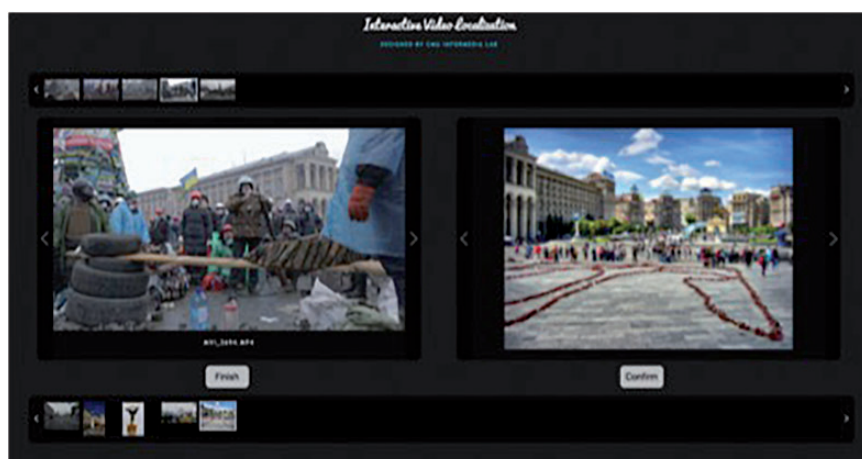 Interactive Video Localization
DESIGNED BY CMU INFORMEDIA LAB
Finish
Confirm